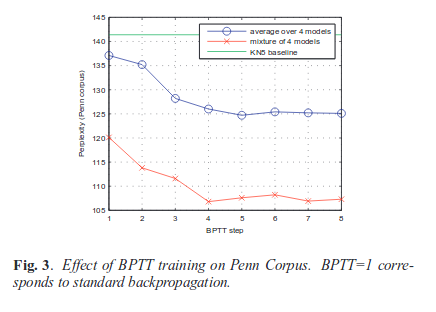 145
140
135
130
125
120
115
110
105
Perplexity (Penn corpus)
average over 4 models
mixture of 4 models
KN5 baseline
1 2 3 4 5 6 7 8
BPTT step
Fig. 3. Effect of BPTT training on Penn Corpus. BPTT=1 corre-
sponds to standard backpropagation.